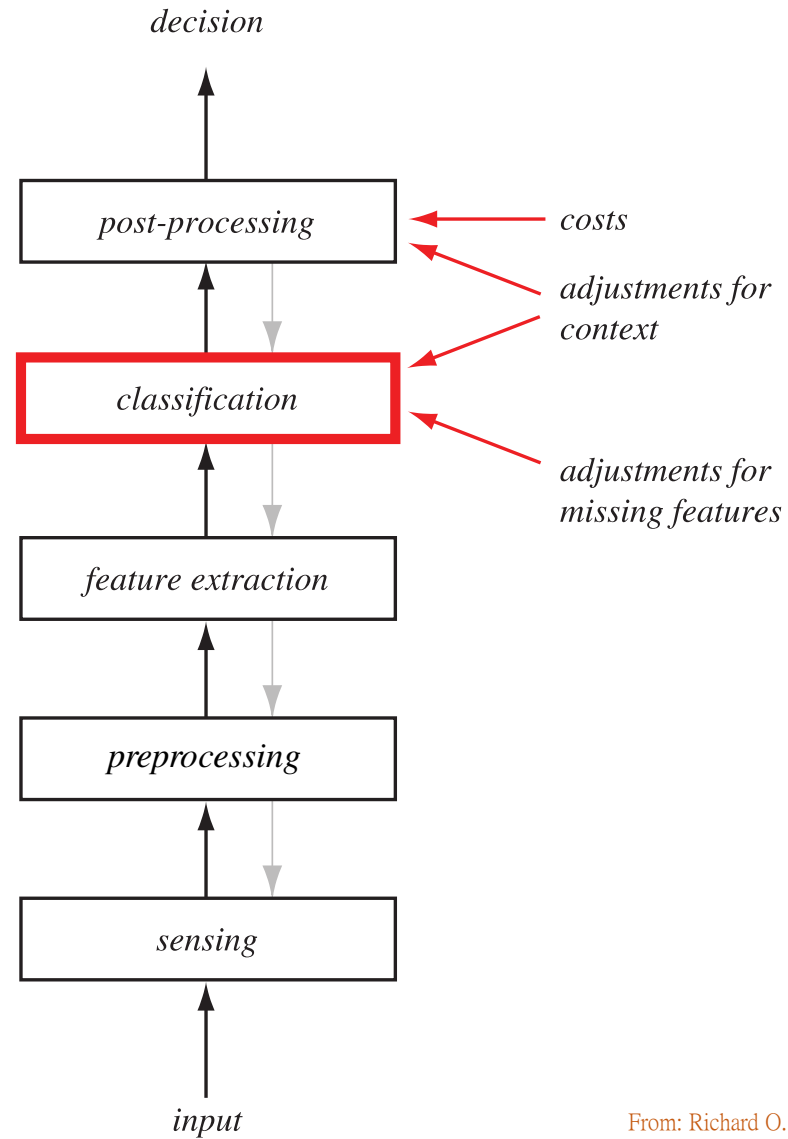 decision
post-processing
costs
adjustments for
context
classification
adjustments for
missing features
feature extraction
preprocessing
sensing
input
From: Richard O.